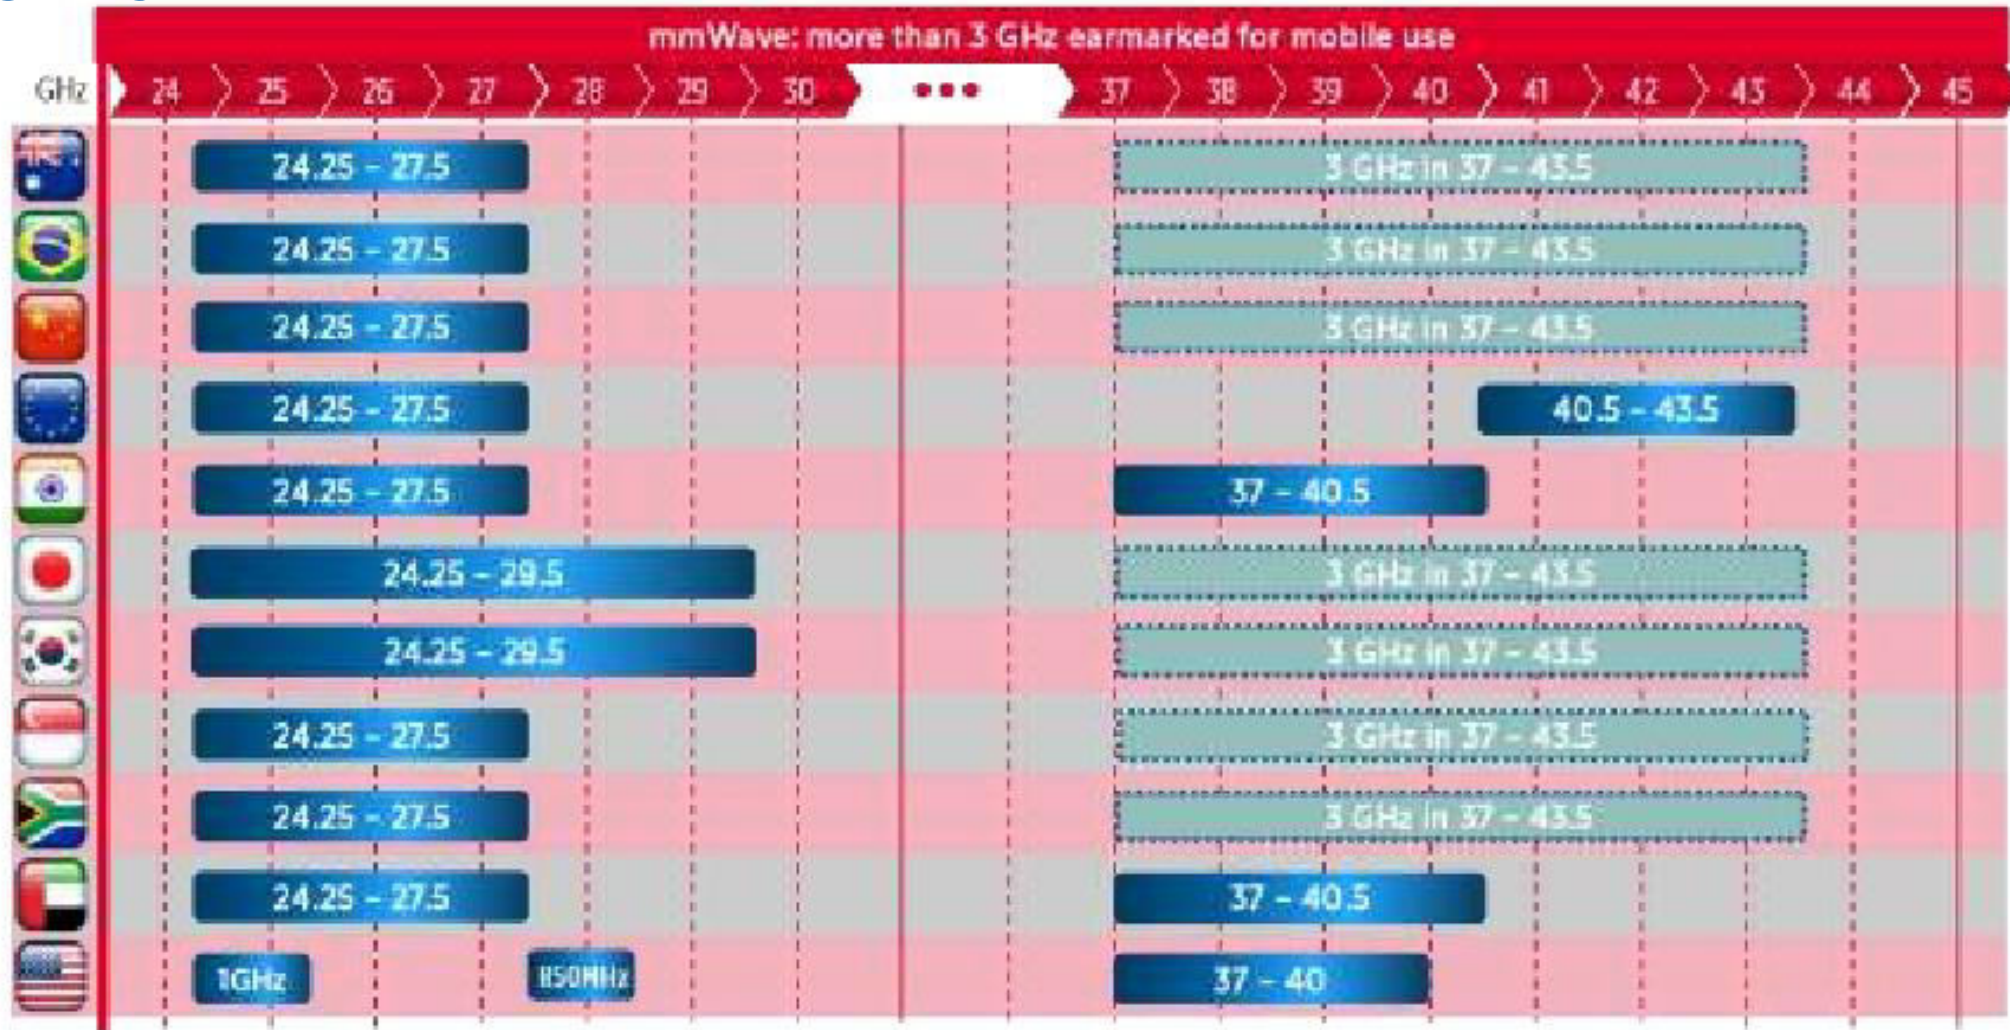 mmWave: more than 3 GHz earmarked for mobile use
GHz 24 25 26 27 28 29 30 ••• 37 38 39 40 41 42 43 44 45
24.25 – 27.5 3 GHz in 37 – 43.5
24.25 – 27.5 3 GHz in 37 – 43.5
24.25 – 27.5 3 GHz in 37 – 43.5
24.25 – 27.5 40.5 – 43.5
24.25 – 27.5 37 – 40.5
24.25 – 29.5 3 GHz in 37 – 43.5
24.25 – 29.5 3 GHz in 37 – 43.5
24.25 – 27.5 3 GHz in 37 – 43.5
24.25 – 27.5 3 GHz in 37 – 43.5
24.25 – 27.5 37 – 40.5
1GHz 850MHz 37 – 40